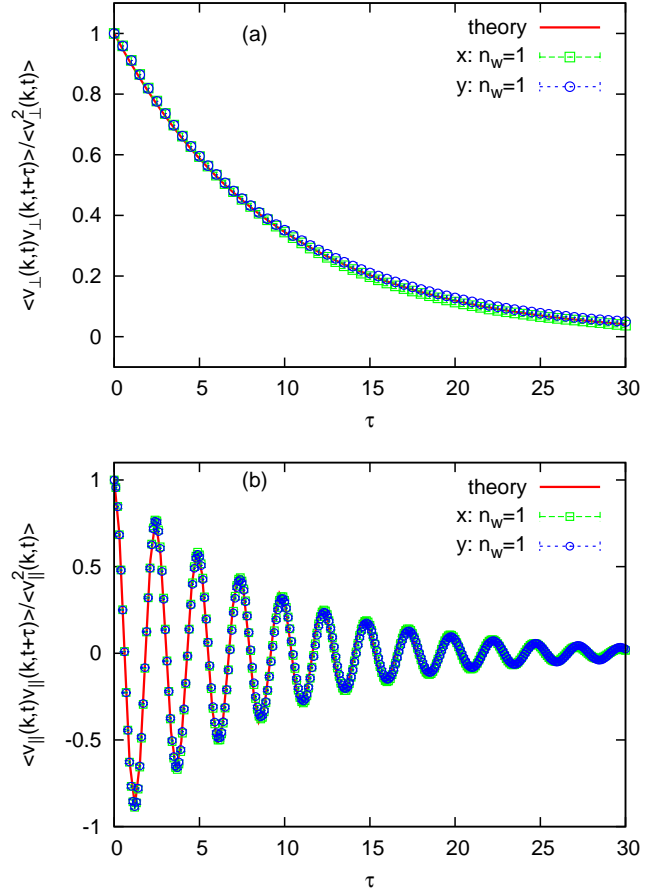 (a)
theory
x: n_w=1
y: n_w=1
<v_⊥(k,t)v_⊥(k,t+τ)>/<v_⊥^2(k,t)>
1
0.8
0.6
0.4
0.2
0
0 5 10 15 20 25 30
τ
(b)
theory
x: n_w=1
y: n_w=1
<v_||(k,t)v_||(k,t+τ)>/<v_||^2(k,t)>
1
0.5
0
-0.5
-1
0 5 10 15 20 25 30
τ